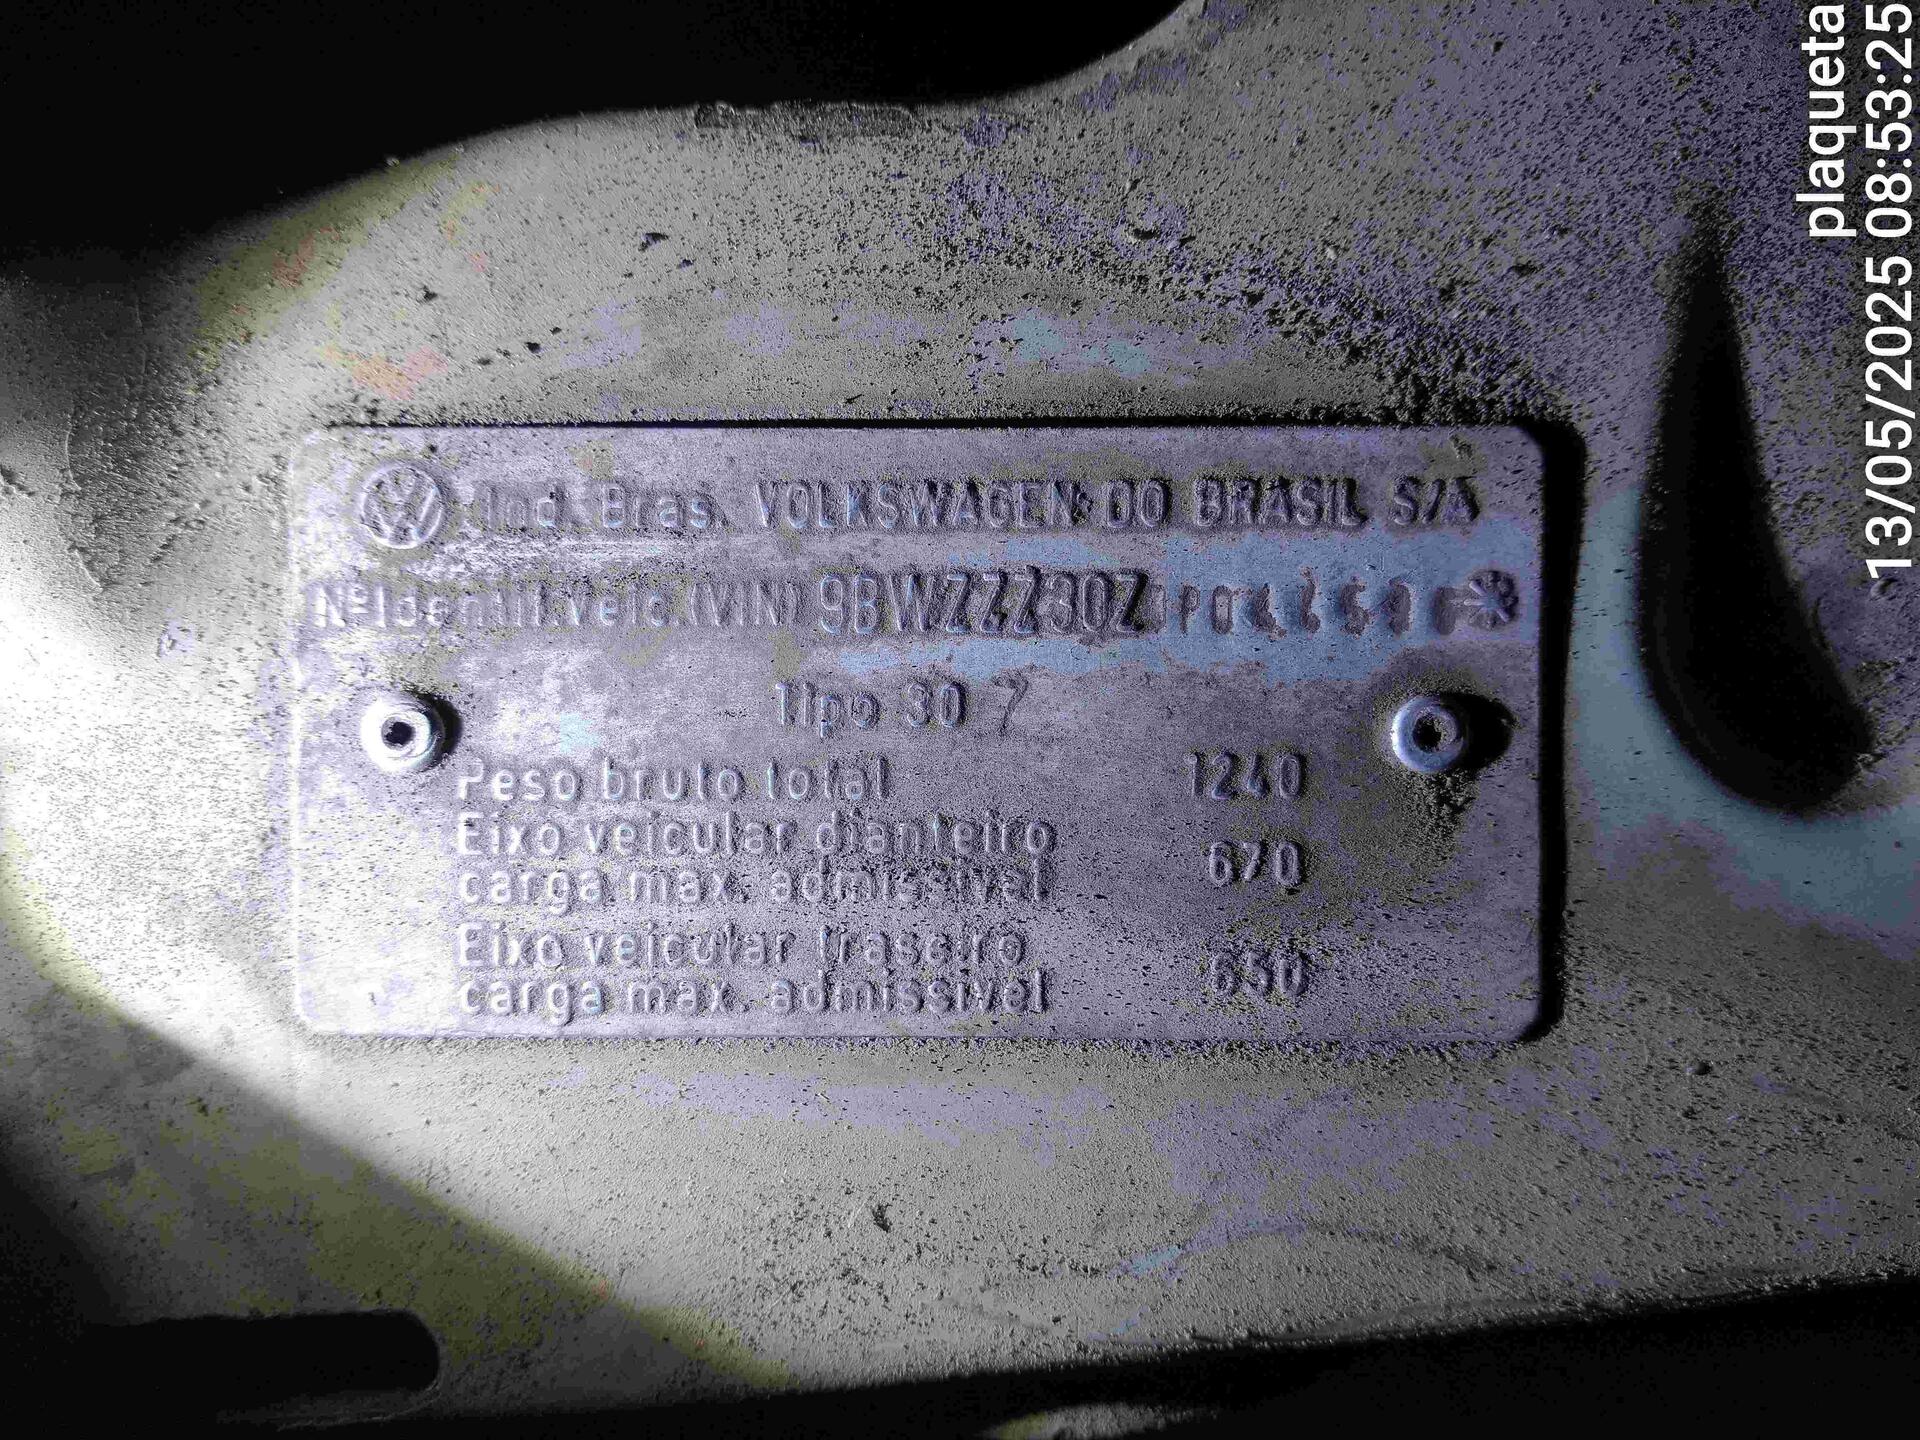 Ind. Bras. VOLKSWAGEN DO BRASIL S/A
Nº Identif. Veic. (VIN)
Tipo 30 7
Peso bruto total 1240
Eixo veicular dianteiro
carga max. admissivel 670
Eixo veicular traseiro
carga max. admissivel 650
plaqueta
13/05/2025 08:53:25